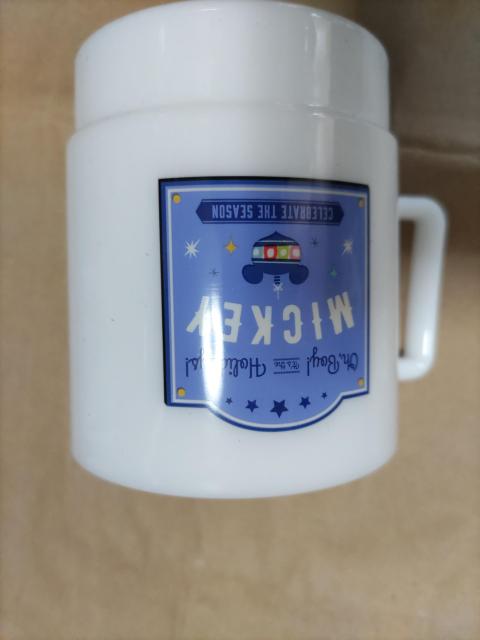 Oh, Boy! It's the Holidays!
MICKEY
CELEBRATE THE SEASON